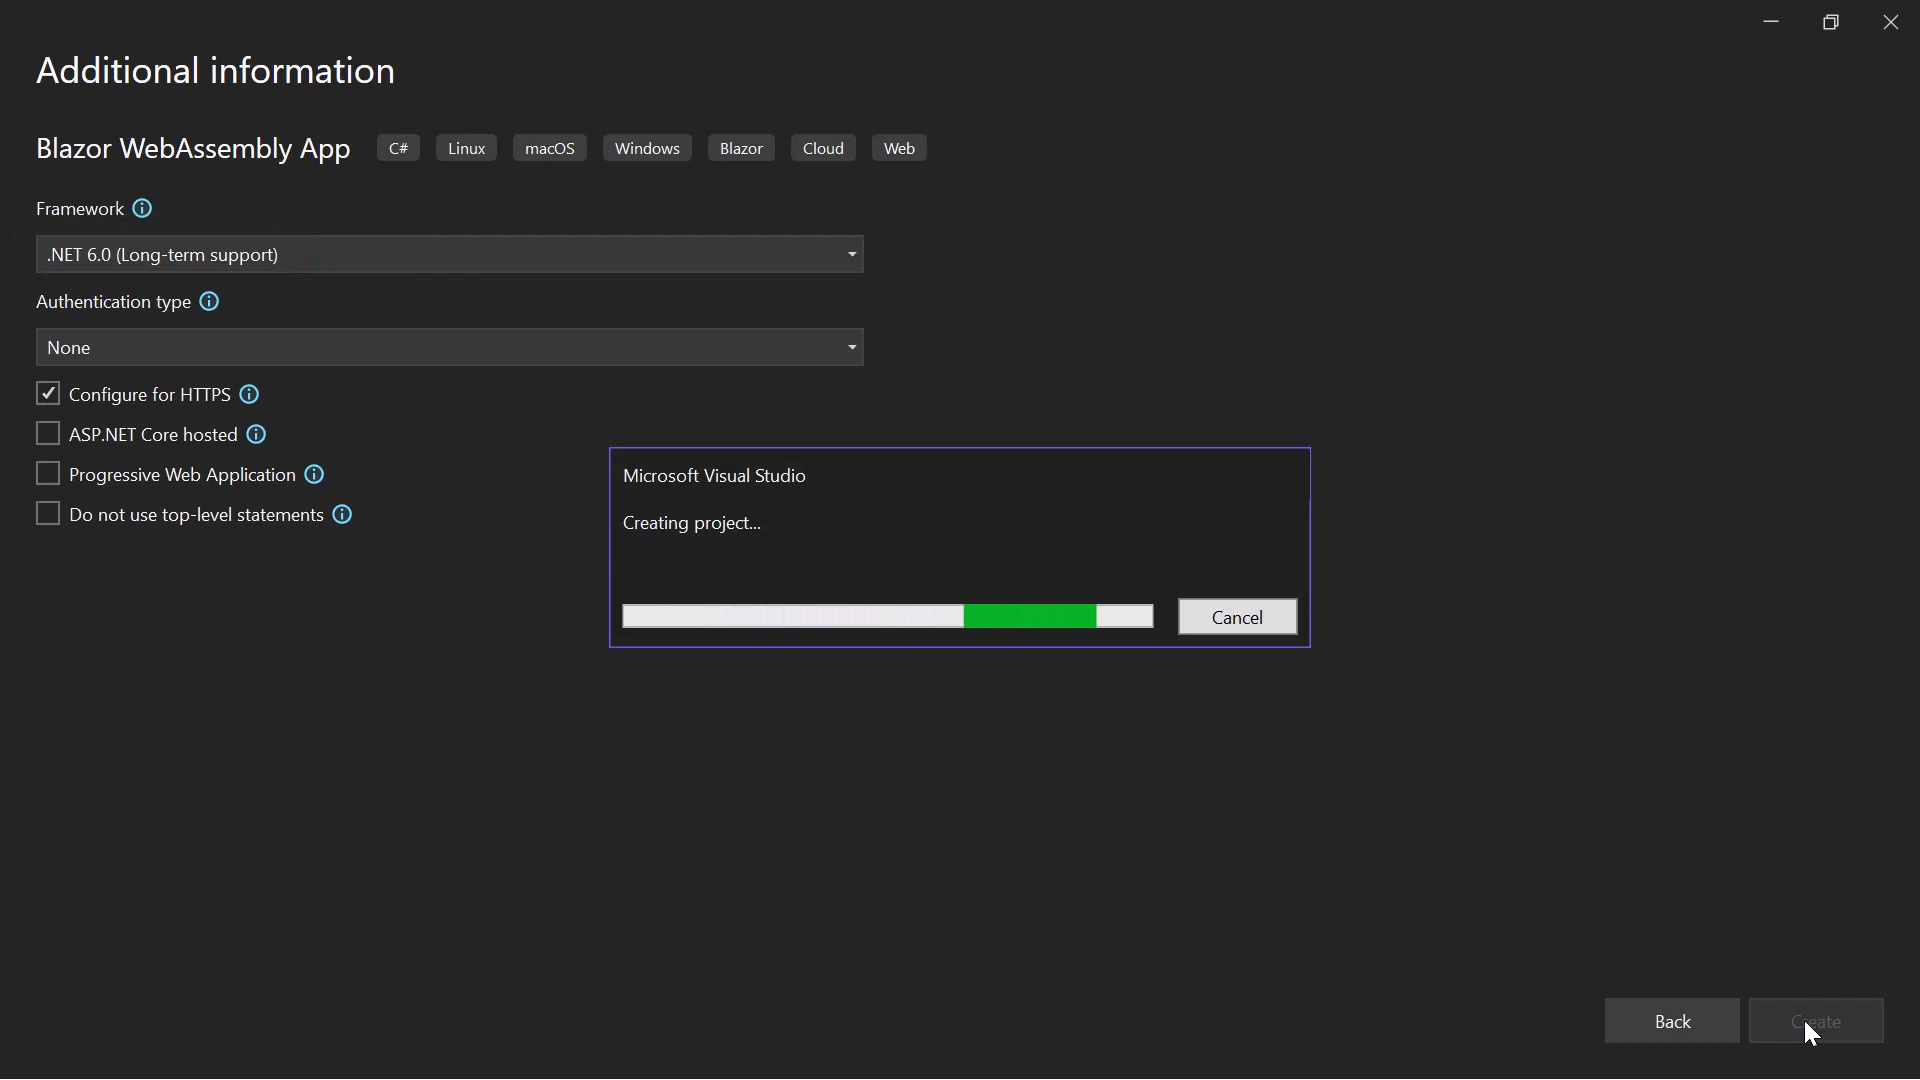 Additional information
Blazor WebAssembly App C# Linux macOS Windows Blazor Cloud Web
Framework
.NET 6.0 (Long-term support)
Authentication type
None
Configure for HTTPS
ASP.NET Core hosted
Progressive Web Application
Do not use top-level statements
Microsoft Visual Studio
Creating project...
Cancel
Back Create